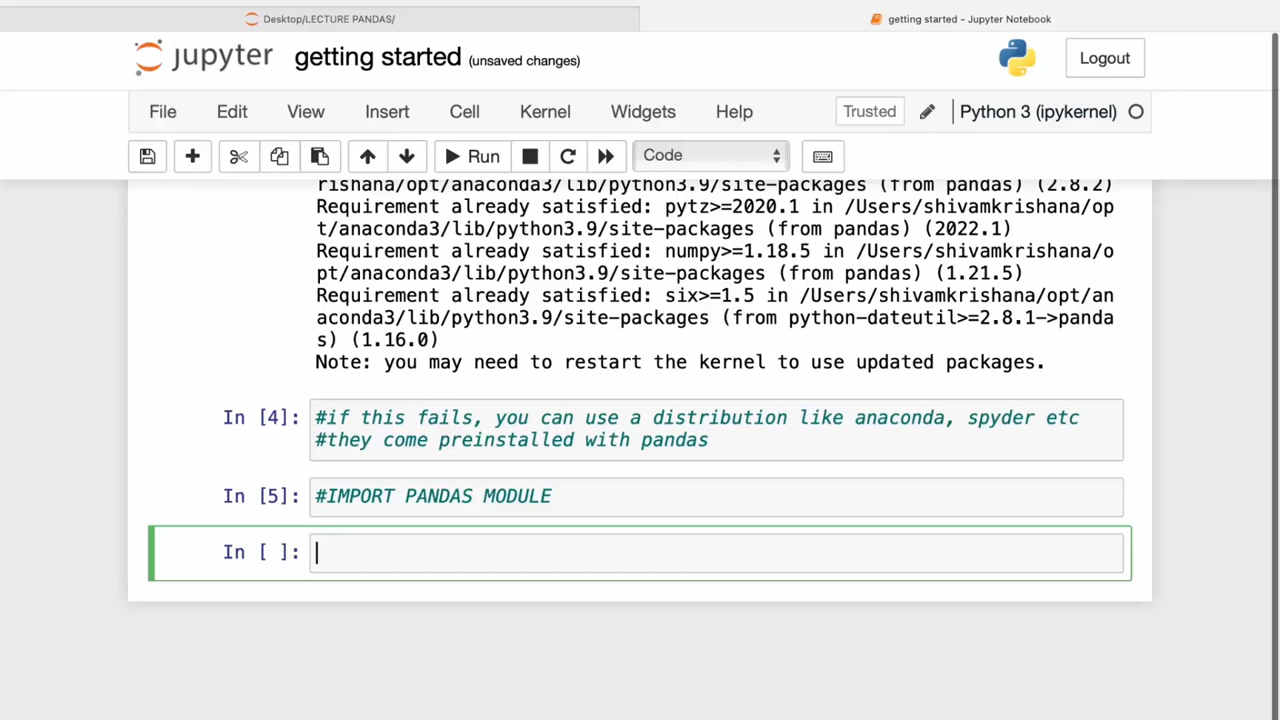 Desktop/LECTURE PANDAS/
getting started - Jupyter Notebook
jupyter getting started (unsaved changes)
Logout
File Edit View Insert Cell Kernel Widgets Help Trusted Python 3 (ipykernel)
Run Code
rishana/opt/anaconda3/lib/python3.9/site-packages (from pandas) (2.8.2)
Requirement already satisfied: pytz>=2020.1 in /Users/shivamkrishana/op
t/anaconda3/lib/python3.9/site-packages (from pandas) (2022.1)
Requirement already satisfied: numpy>=1.18.5 in /Users/shivamkrishana/o
pt/anaconda3/lib/python3.9/site-packages (from pandas) (1.21.5)
Requirement already satisfied: six>=1.5 in /Users/shivamkrishana/opt/an
aconda3/lib/python3.9/site-packages (from python-dateutil>=2.8.1->panda
s) (1.16.0)
Note: you may need to restart the kernel to use updated packages.
In [4]: #if this fails, you can use a distribution like anaconda, spyder etc
#they come preinstalled with pandas
In [5]: #IMPORT PANDAS MODULE
In [ ]: